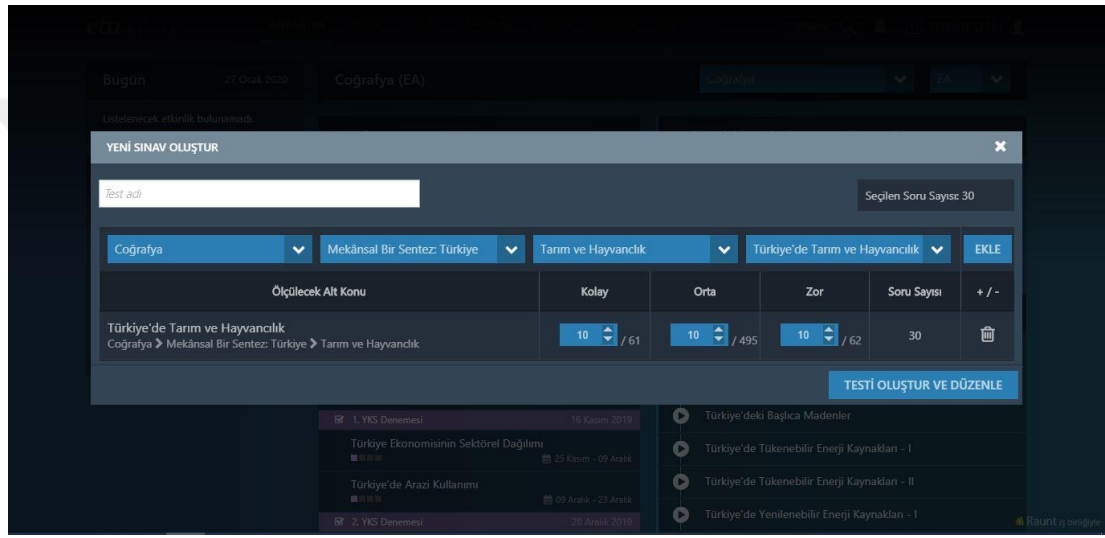 Bugün 27 Ocak 2020 Coğrafya (EA) Coğrafya EA
Listelenecek etkinlik bulunamadı.
YENİ SINAV OLUŞTUR
Test adı Seçilen Soru Sayısı: 30
Coğrafya Mekânsal Bir Sentez: Türkiye Tarım ve Hayvancılık Türkiye'de Tarım ve Hayvancılık EKLE
Ölçülecek Alt Konu Kolay Orta Zor Soru Sayısı + / -
Türkiye'de Tarım ve Hayvancılık 10 / 61 10 / 495 10 / 62 30
Coğrafya > Mekânsal Bir Sentez: Türkiye > Tarım ve Hayvancılık
TESTİ OLUŞTUR VE DÜZENLE
1. YKS Denemesi 16 Kasım 2019
Türkiye Ekonomisinin Sektörel Dağılımı
25 Kasım - 09 Aralık
Türkiye'de Arazi Kullanımı
09 Aralık - 23 Aralık
2. YKS Denemesi 28 Aralık 2019
Türkiye'deki Başlıca Madenler
Türkiye'de Tükenebilir Enerji Kaynakları - I
Türkiye'de Tükenebilir Enerji Kaynakları - II
Türkiye'de Yenilenebilir Enerji Kaynakları - I
Raunt iş birliğiyle